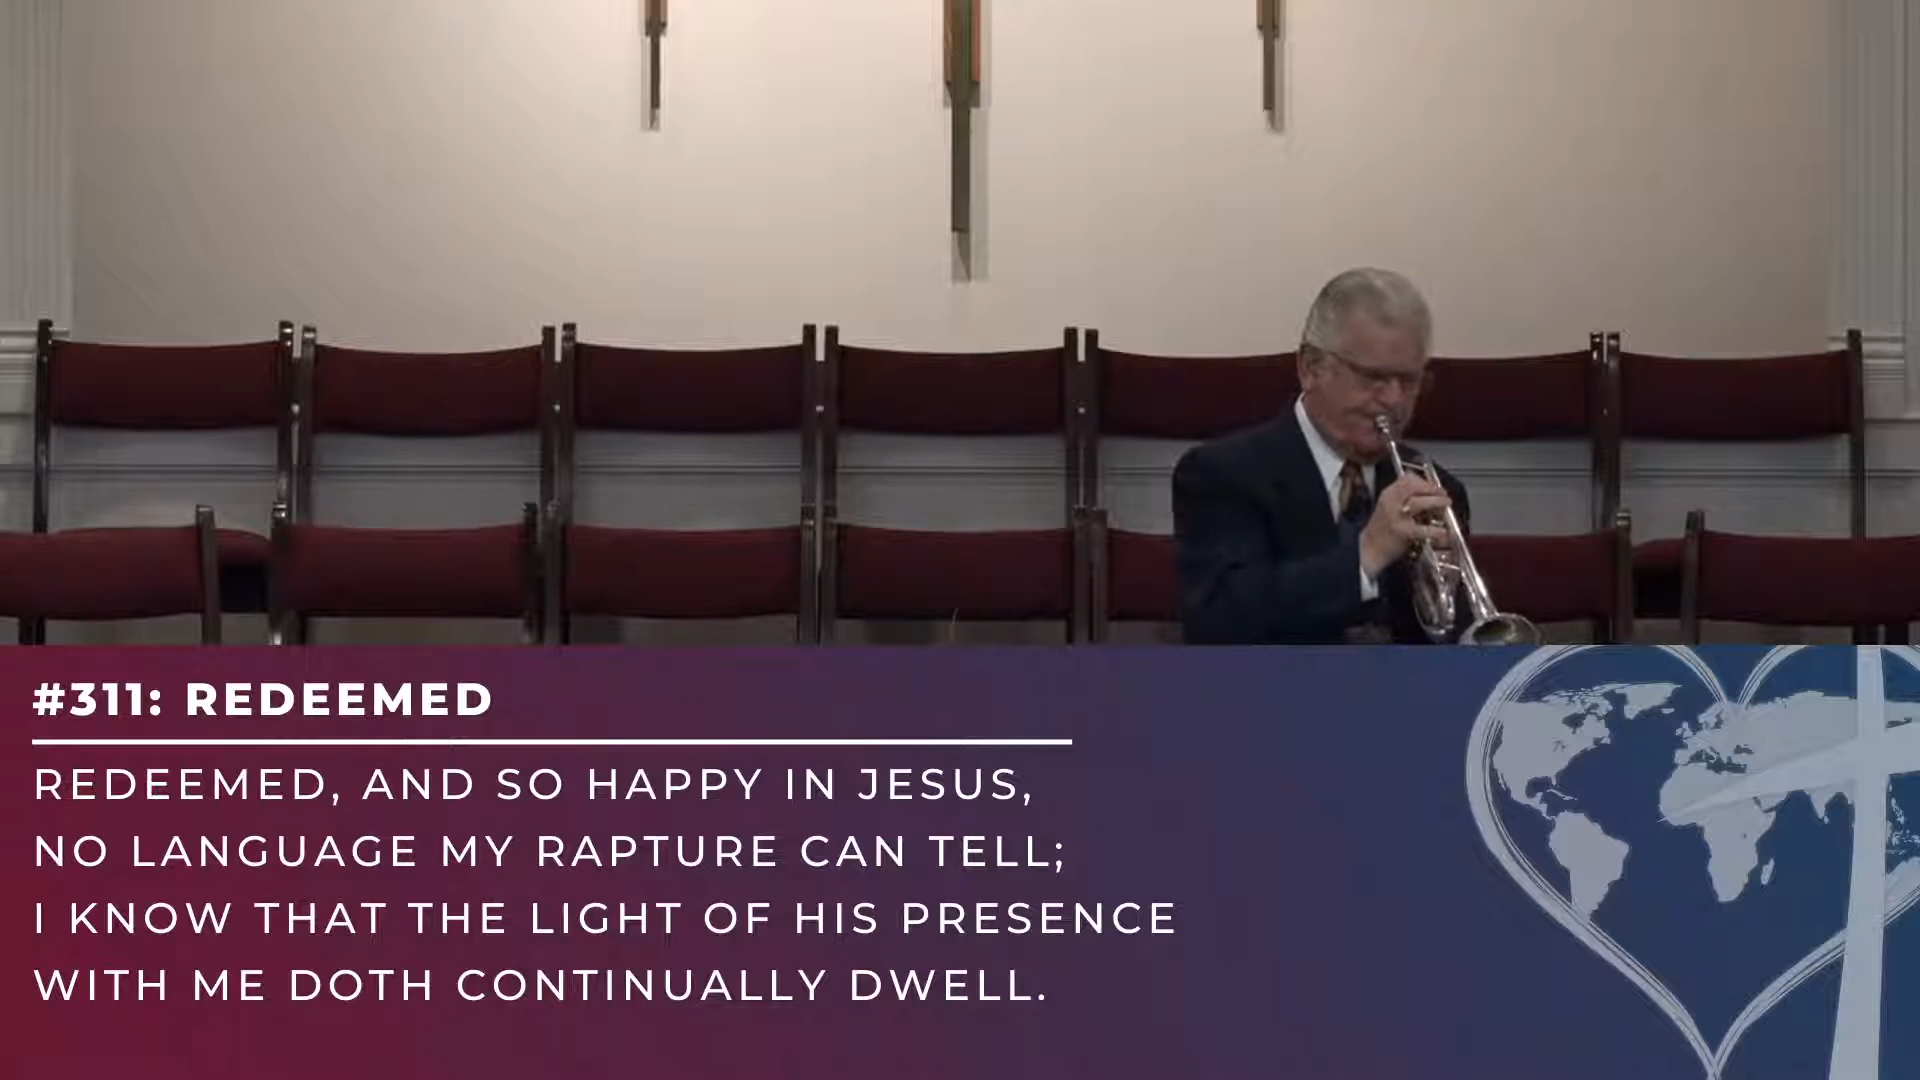 #311: REDEEMED
REDEEMED, AND SO HAPPY IN JESUS,
NO LANGUAGE MY RAPTURE CAN TELL;
I KNOW THAT THE LIGHT OF HIS PRESENCE
WITH ME DOTH CONTINUALLY DWELL.